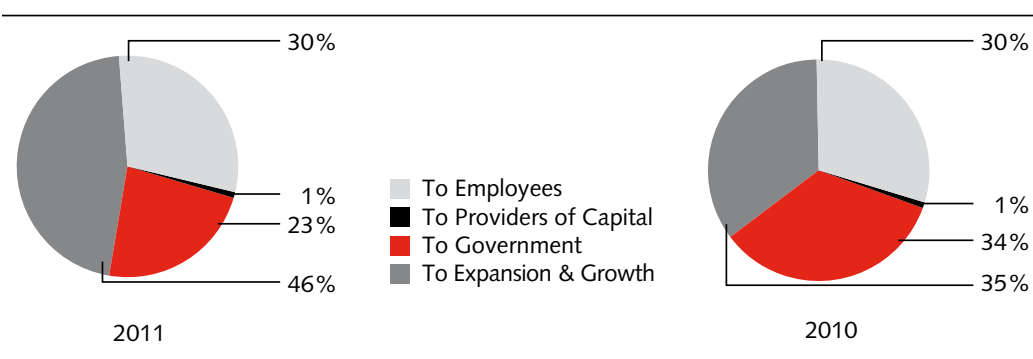 30%
1%
23%
46%
2011
To Employees
To Providers of Capital
To Government
To Expansion & Growth
30%
1%
34%
35%
2010